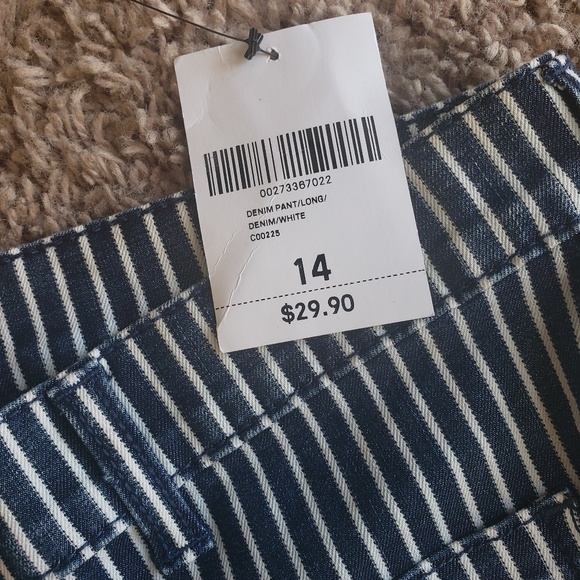 00273367022
DENIM PANT/LONG/
DENIM/WHITE
C00225
14
$29.90